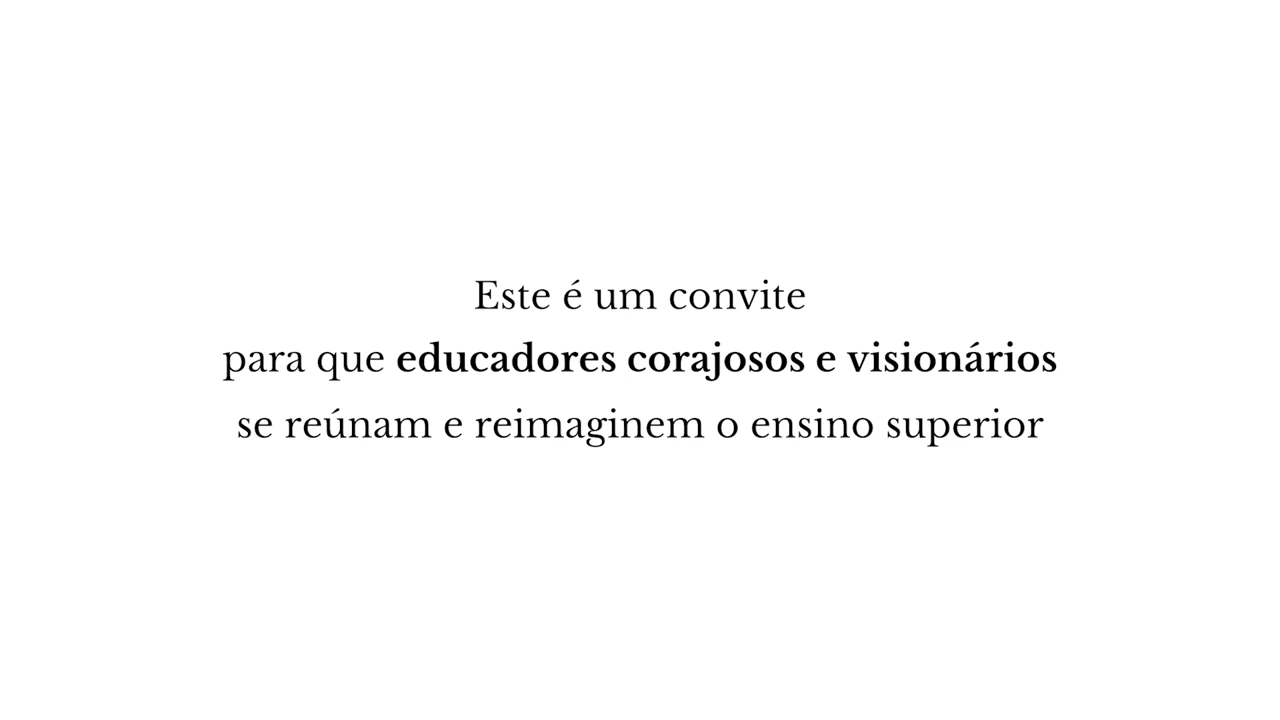 Este é um convite
para que educadores corajosos e visionários
se reúnam e reimaginem o ensino superior